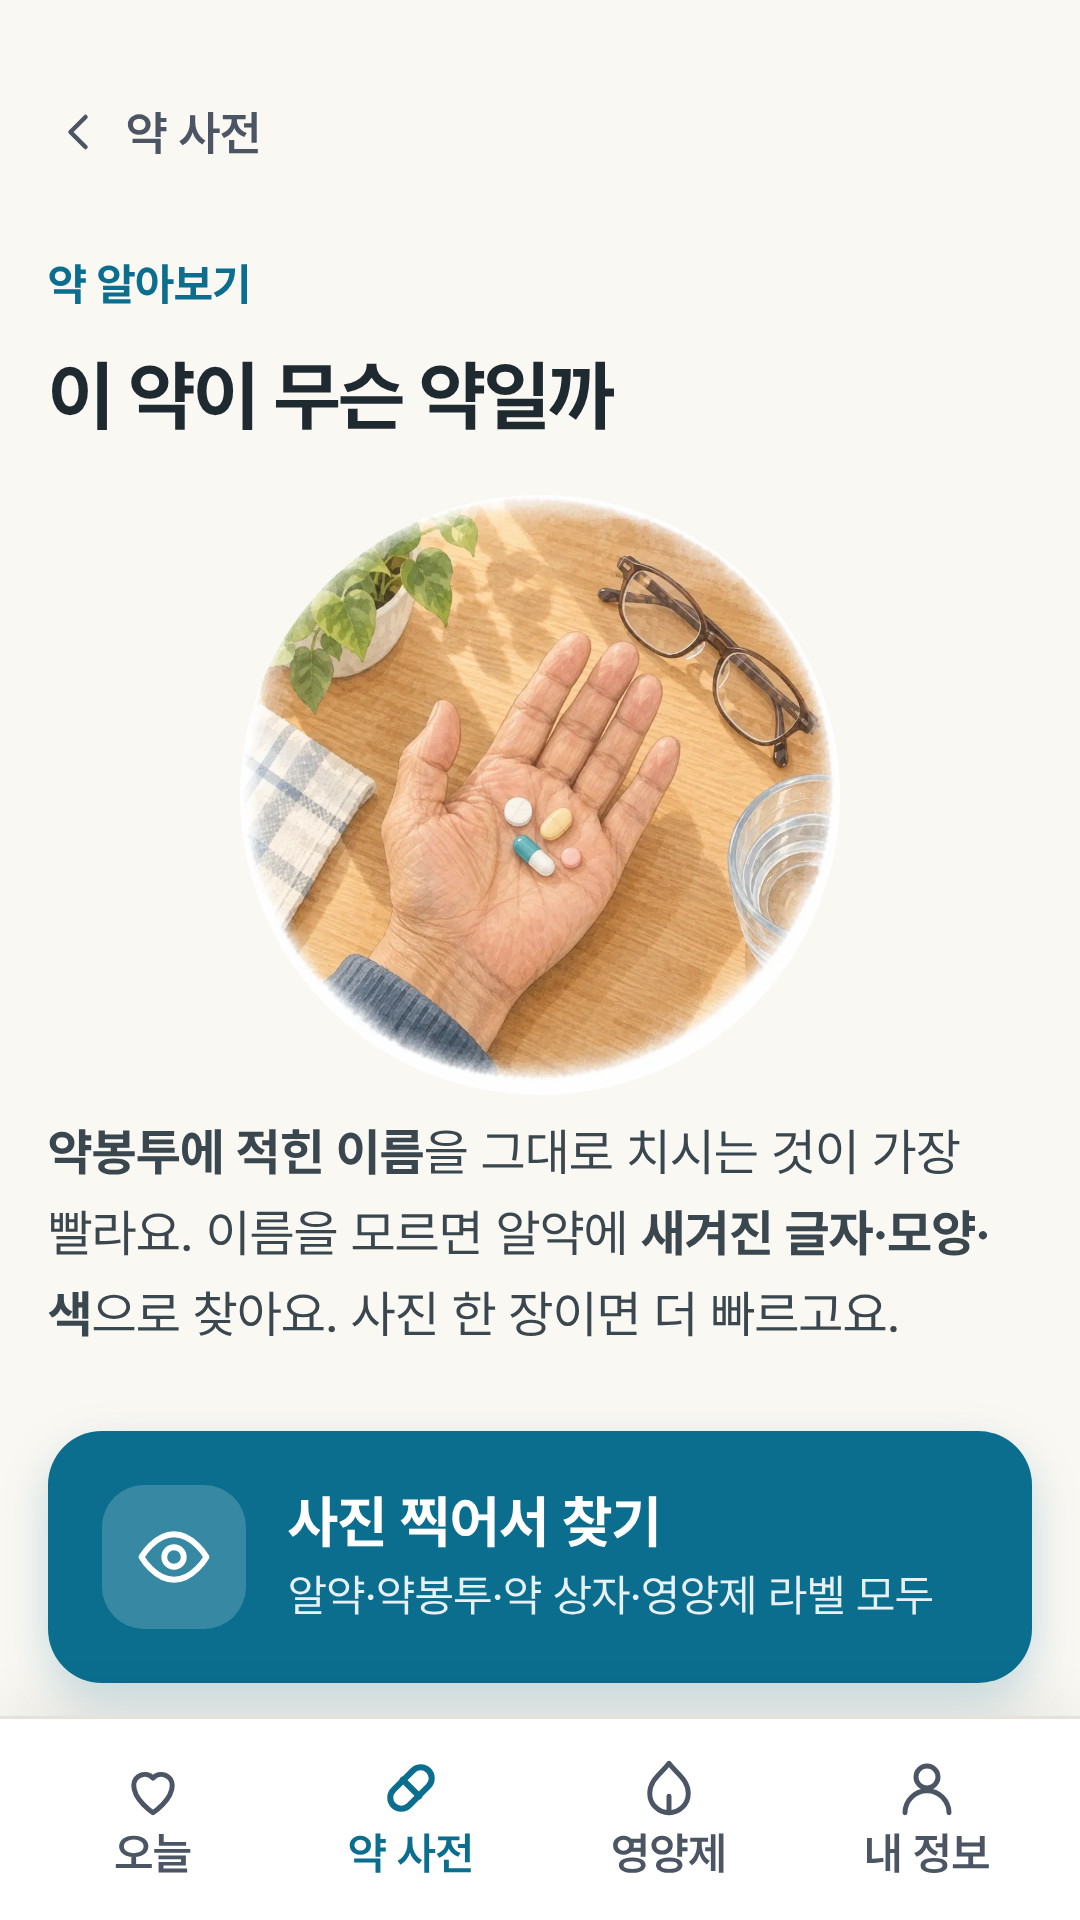 약 사전
약 알아보기
이 약이 무슨 약일까
약봉투에 적힌 이름을 그대로 치시는 것이 가장
빨라요. 이름을 모르면 알약에 새겨진 글자·모양·
색으로 찾아요. 사진 한 장이면 더 빠르고요.
사진 찍어서 찾기
알약·약봉투·약 상자·영양제 라벨 모두
오늘
약 사전
영양제
내 정보